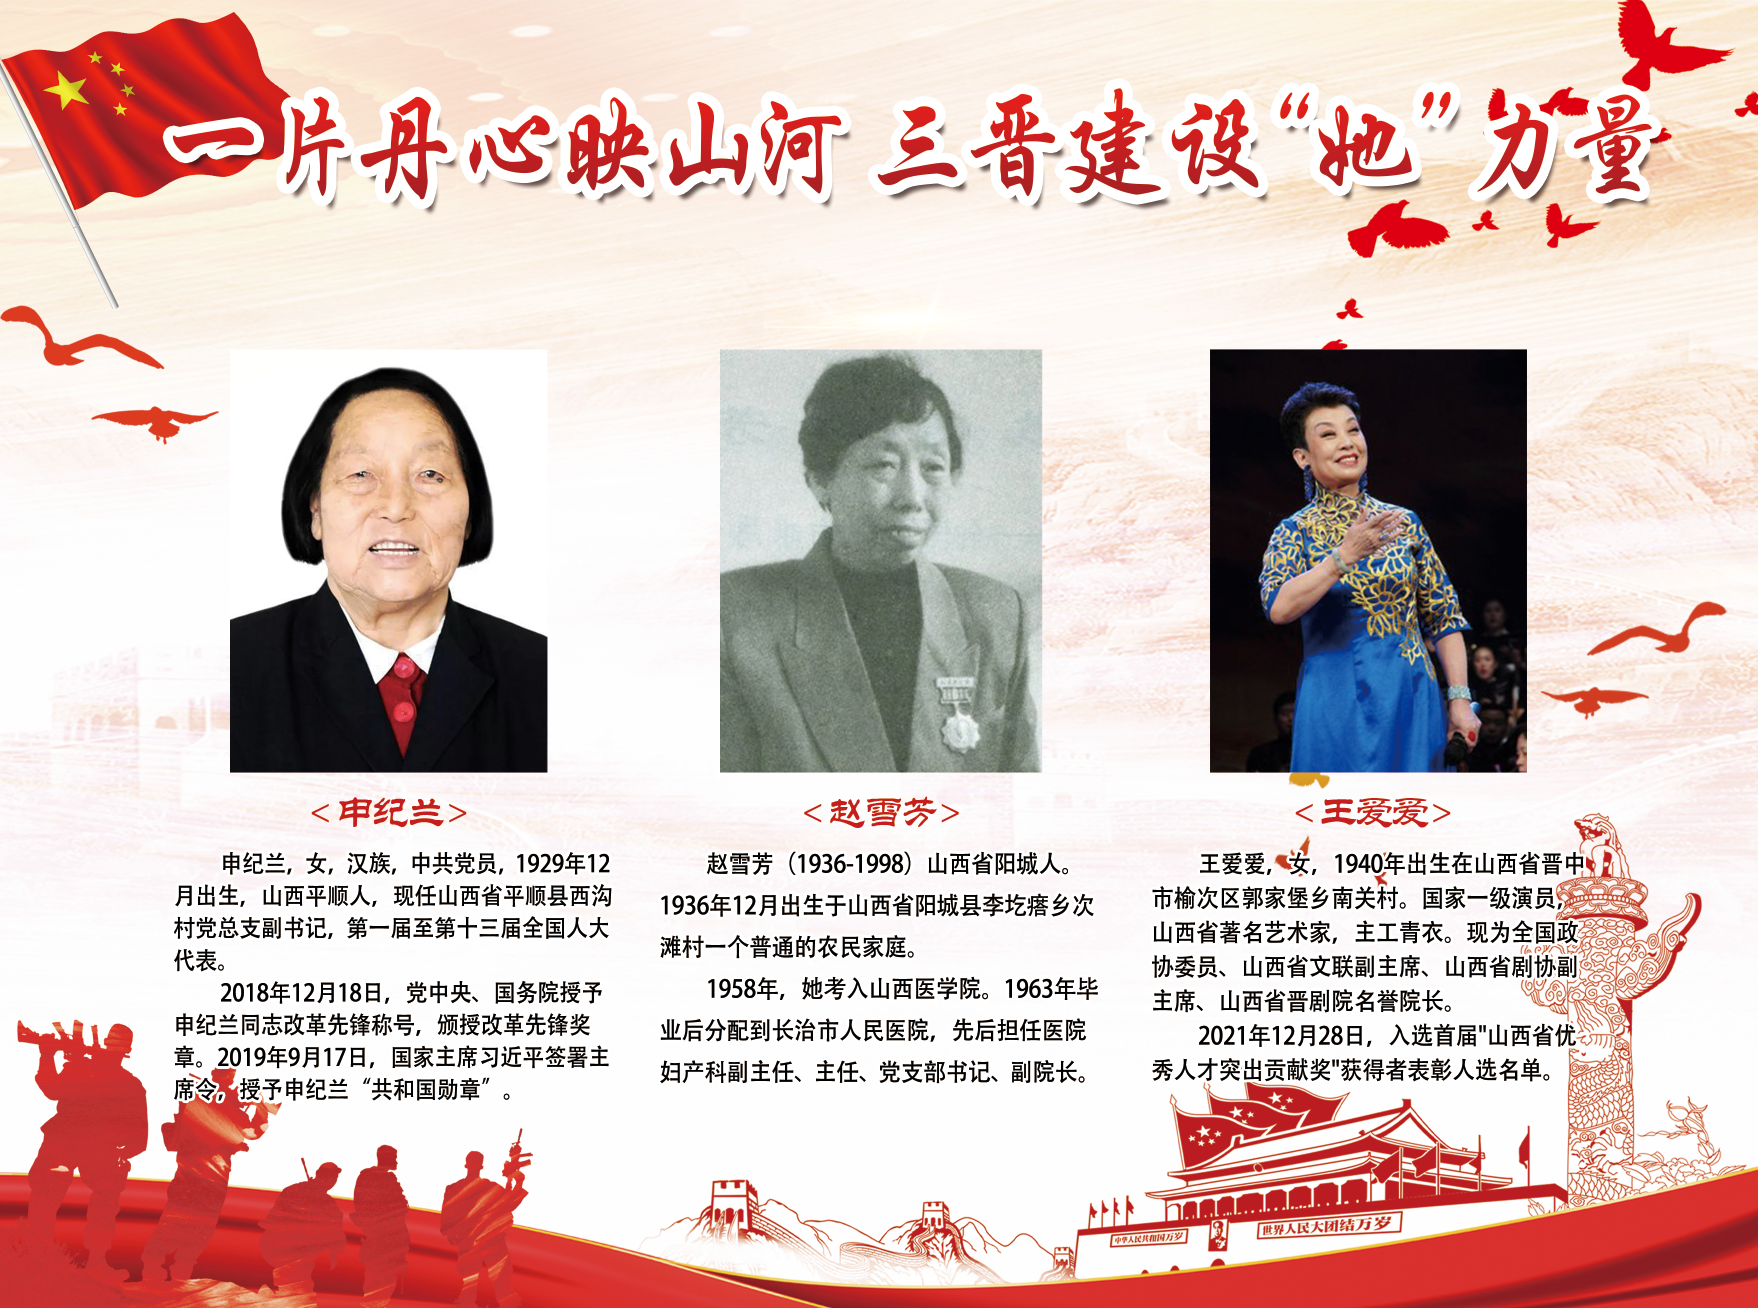 一片丹心映山河 三晋建设“她”力量
<申纪兰>
申纪兰，女，汉族，中共党员，1929年12
月出生，山西平顺人，现任山西省平顺县西沟
村党总支副书记，第一届至第十三届全国人大
代表。
2018年12月18日，党中央、国务院授予
申纪兰同志改革先锋称号，颁授改革先锋奖
章。2019年9月17日，国家主席习近平签署主
席令，授予申纪兰“共和国勋章”。
<赵雪芳>
赵雪芳（1936-1998）山西省阳城人。
1936年12月出生于山西省阳城县李圪瘩乡次
滩村一个普通的农民家庭。
1958年，她考入山西医学院。1963年毕
业后分配到长治市人民医院，先后担任医院
妇产科副主任、主任、党支部书记、副院长。
<王爱爱>
王爱爱，女，1940年出生在山西省晋中
市榆次区郭家堡乡南关村。国家一级演员，
山西省著名艺术家，主工青衣。现为全国政
协委员、山西省文联副主席、山西省剧协副
主席、山西省晋剧院名誉院长。
2021年12月28日，入选首届"山西省优
秀人才突出贡献奖"获得者表彰人选名单。
中华人民共和国万岁
世界人民大团结万岁